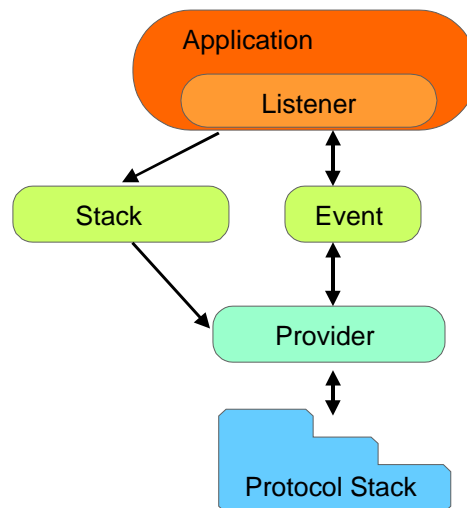 Application
Listener
Stack
Event
Provider
Protocol Stack